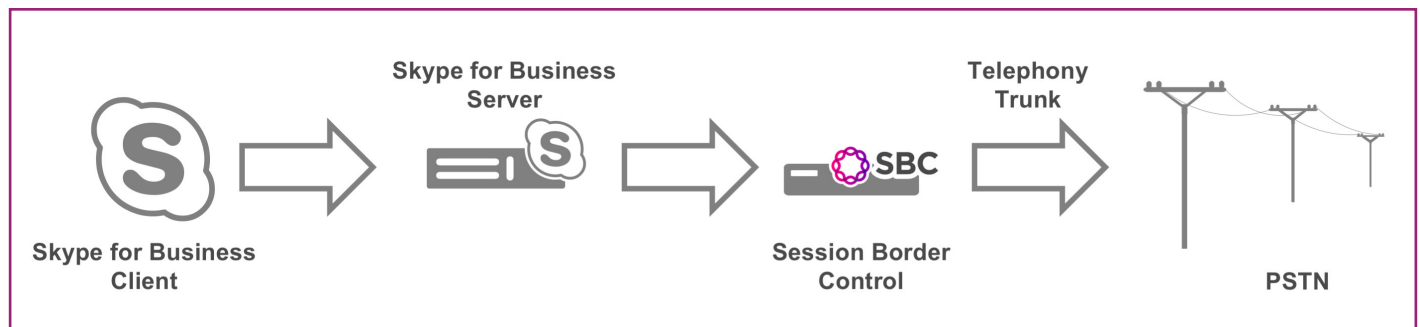 Skype for Business
Client
Skype for Business
Server
S
S
SBC
Session Border
Control
Telephony
Trunk
PSTN